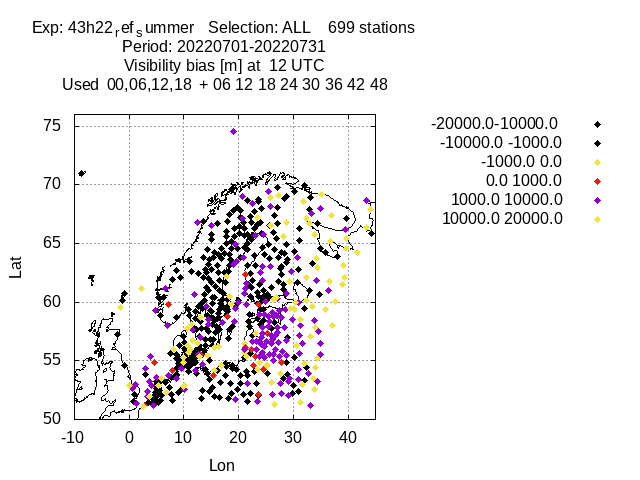 Exp: 43h22refsummer   Selection: ALL    699 stations
Period: 20220701-20220731
Visibility bias [m] at  12 UTC
Used  00,06,12,18  + 06 12 18 24 30 36 42 48
-20000.0-10000.0
-10000.0 -1000.0
-1000.0 0.0
0.0 1000.0
1000.0 10000.0
10000.0 20000.0
75
70
65
60
55
50
Lat
-10 0 10 20 30 40
Lon